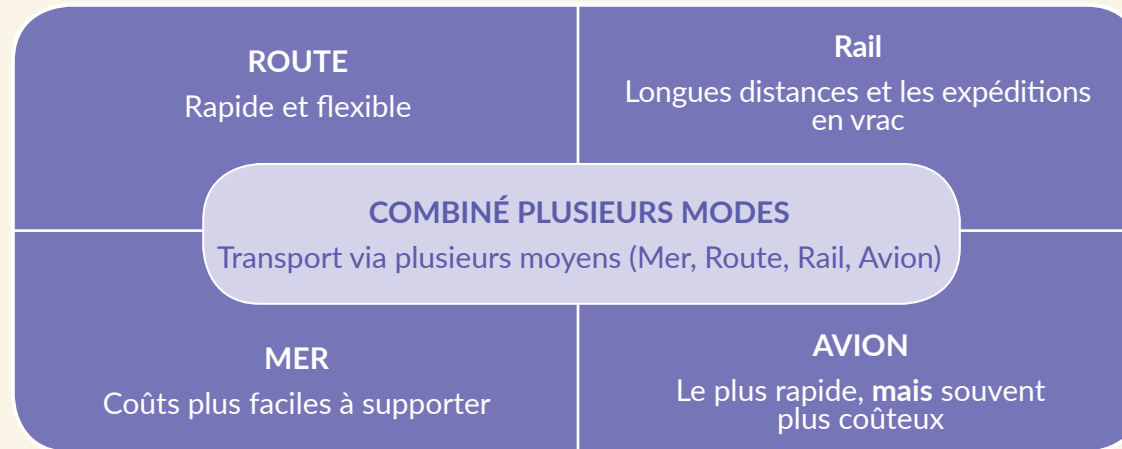 ROUTE
Rapide et flexible
Rail
Longues distances et les expéditions
en vrac
COMBINÉ PLUSIEURS MODES
Transport via plusieurs moyens (Mer, Route, Rail, Avion)
MER
Coûts plus faciles à supporter
AVION
Le plus rapide, mais souvent
plus coûteux